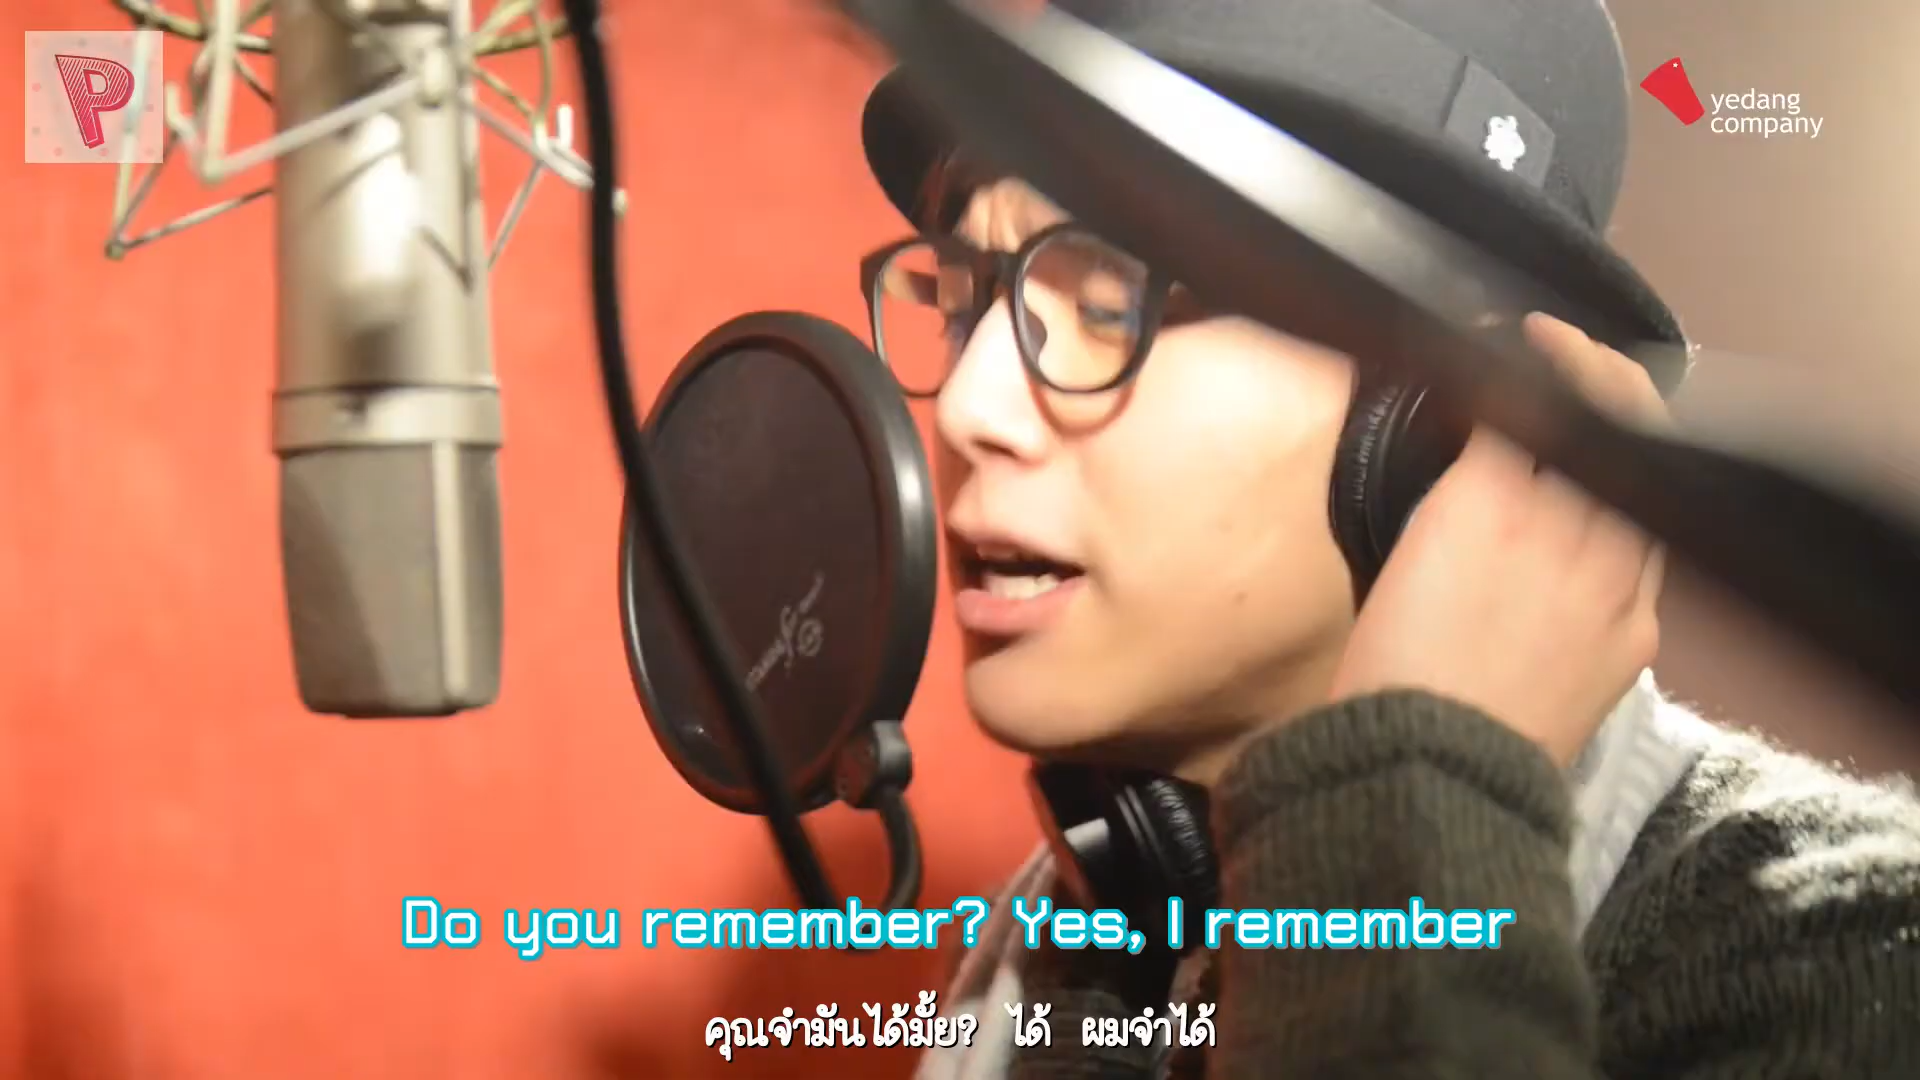 P
yedang
company
Do you remember? Yes, I remember
คุณจำมันได้มั้ย? ได้ ผมจำได้